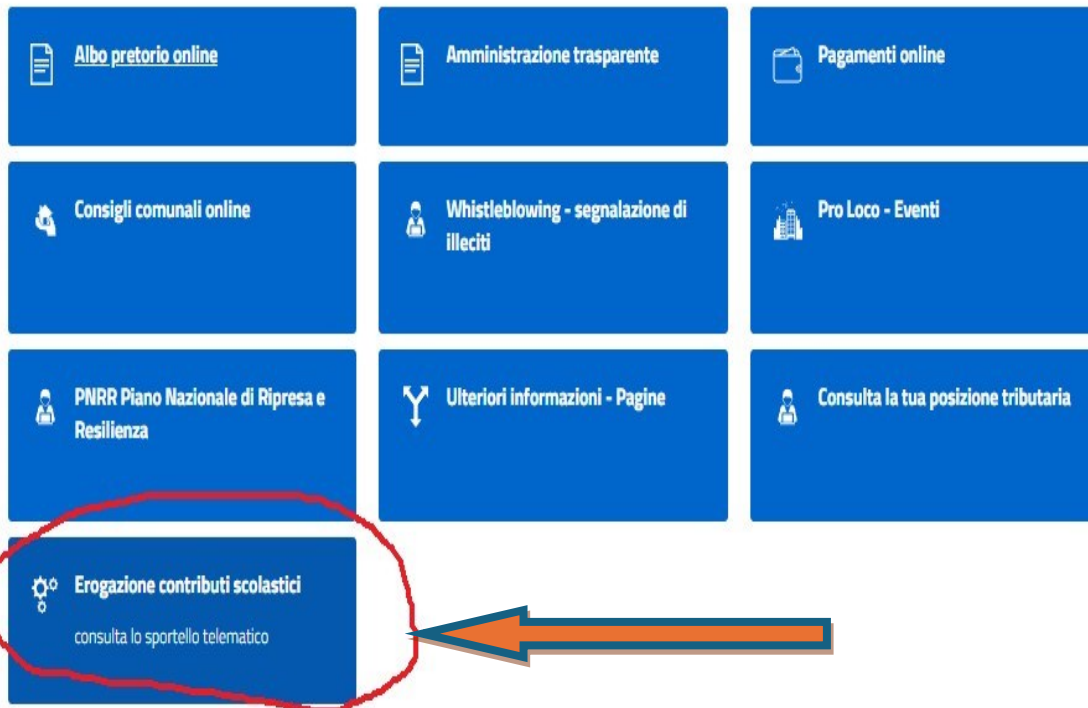 Albo pretorio online
Amministrazione trasparente
Pagamenti online
Consigli comunali online
Whistleblowing - segnalazione di
illeciti
Pro Loco - Eventi
PNRR Piano Nazionale di Ripresa e
Resilienza
Ulteriori informazioni - Pagine
Consulta la tua posizione tributaria
Erogazione contributi scolastici
consulta lo sportello telematico